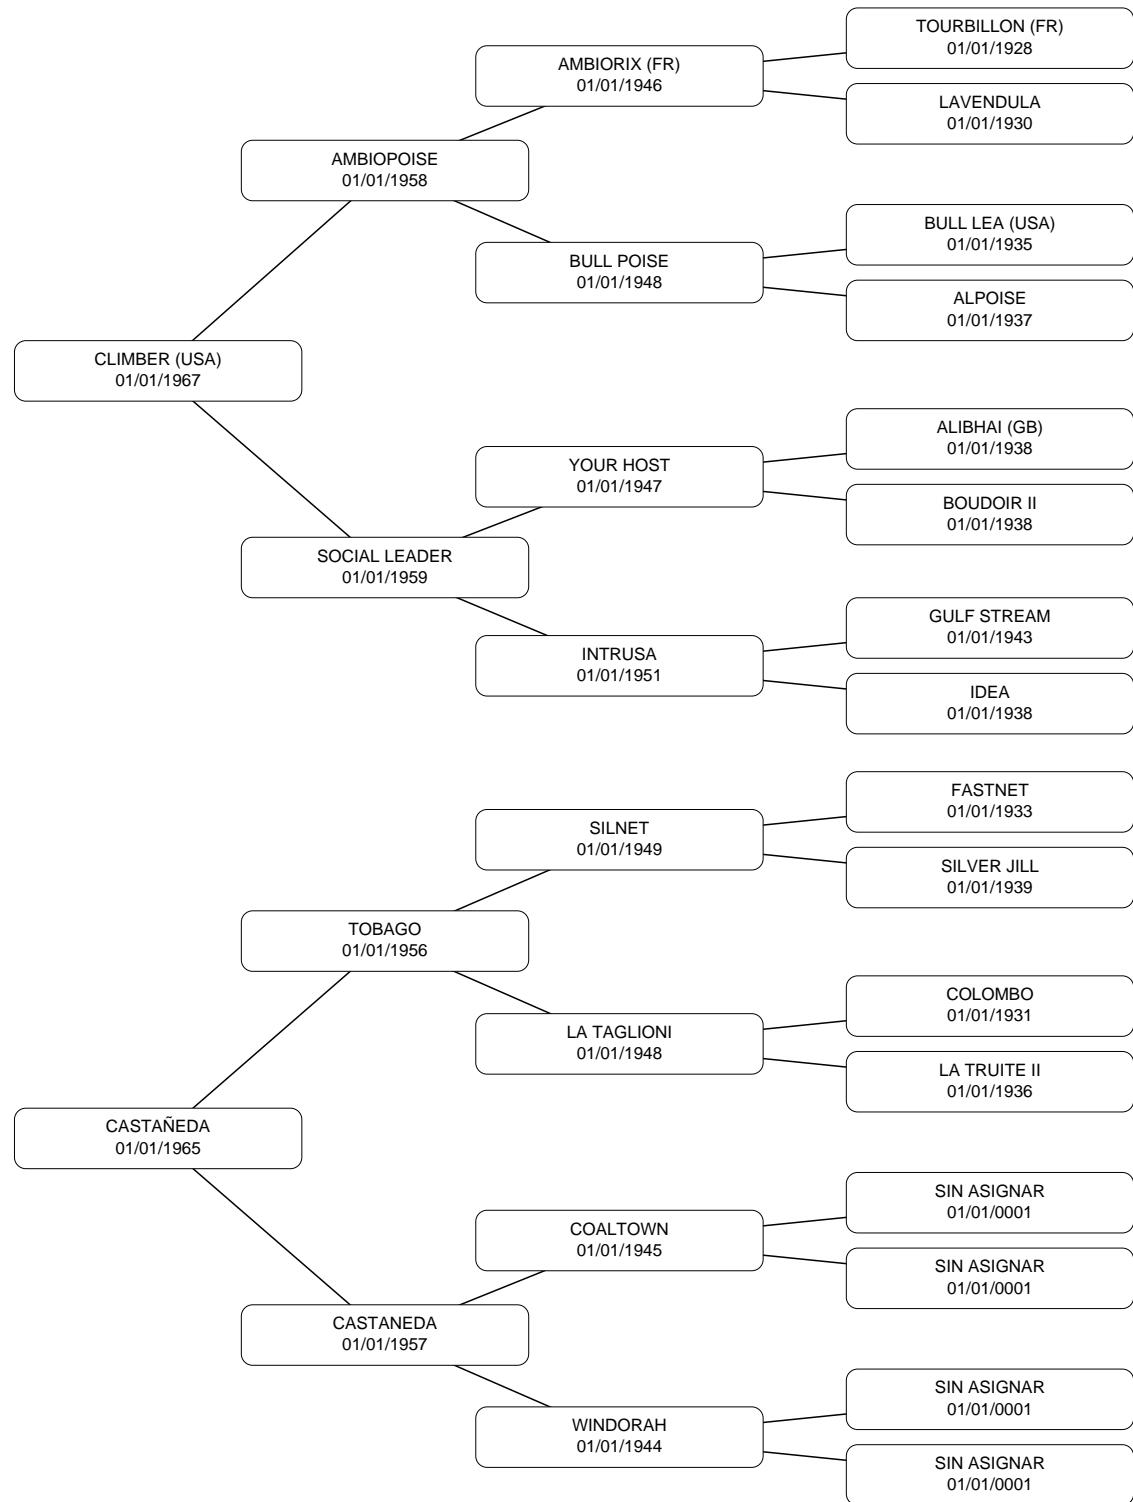 TOURBILLON (FR)
01/01/1928
AMBIORIX (FR)
01/01/1946
LAVENDULA
01/01/1930
AMBIOPOISE
01/01/1958
BULL LEA (USA)
01/01/1935
BULL POISE
01/01/1948
ALPOISE
01/01/1937
CLIMBER (USA)
01/01/1967
ALIBHAI (GB)
01/01/1938
YOUR HOST
01/01/1947
BOUDOIR II
01/01/1938
SOCIAL LEADER
01/01/1959
GULF STREAM
01/01/1943
INTRUSA
01/01/1951
IDEA
01/01/1938
FASTNET
01/01/1933
SILNET
01/01/1949
SILVER JILL
01/01/1939
TOBAGO
01/01/1956
COLOMBO
01/01/1931
LA TAGLIONI
01/01/1948
LA TRUITE II
01/01/1936
CASTAÑEDA
01/01/1965
SIN ASIGNAR
01/01/0001
COALTOWN
01/01/1945
SIN ASIGNAR
01/01/0001
CASTANEDA
01/01/1957
SIN ASIGNAR
01/01/0001
WINDORAH
01/01/1944
SIN ASIGNAR
01/01/0001